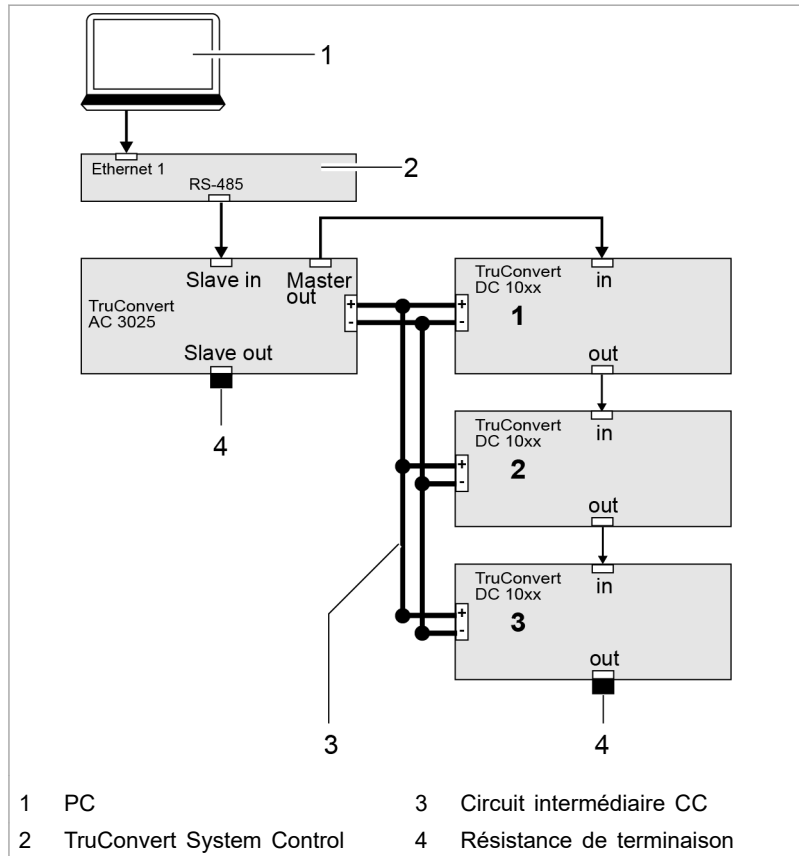 1
Ethernet 1
2
RS-485
Slave in
Master
out
TruConvert
AC 3025
+
-
Slave out
4
TruConvert
DC 10xx
in
+
-
1
out
TruConvert
DC 10xx
in
+
-
2
out
TruConvert
DC 10xx
in
+
-
3
out
3
4
1 PC
2 TruConvert System Control
3 Circuit intermédiaire CC
4 Résistance de terminaison